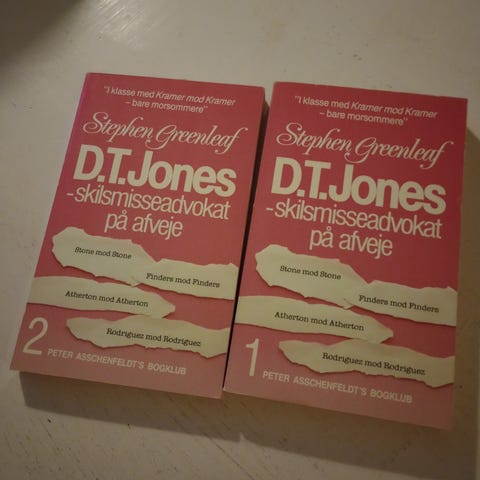 "I klasse med Kramer mod Kramer
– bare morsommere"
Stephen Greenleaf
D.T. Jones
-skilsmisseadvokat
på afveje
Stone mod Stone
Finders mod Finders
Atherton mod Atherton
Rodriguez mod Rodriguez
2 PETER ASSCHENFELDT'S BOGKLUB
"I klasse med Kramer mod Kramer
– bare morsommere"
Stephen Greenleaf
D.T. Jones
-skilsmisseadvokat
på afveje
Stone mod Stone
Finders mod Finders
Atherton mod Atherton
Rodriguez mod Rodriguez
1 PETER ASSCHENFELDT'S BOGKLUB